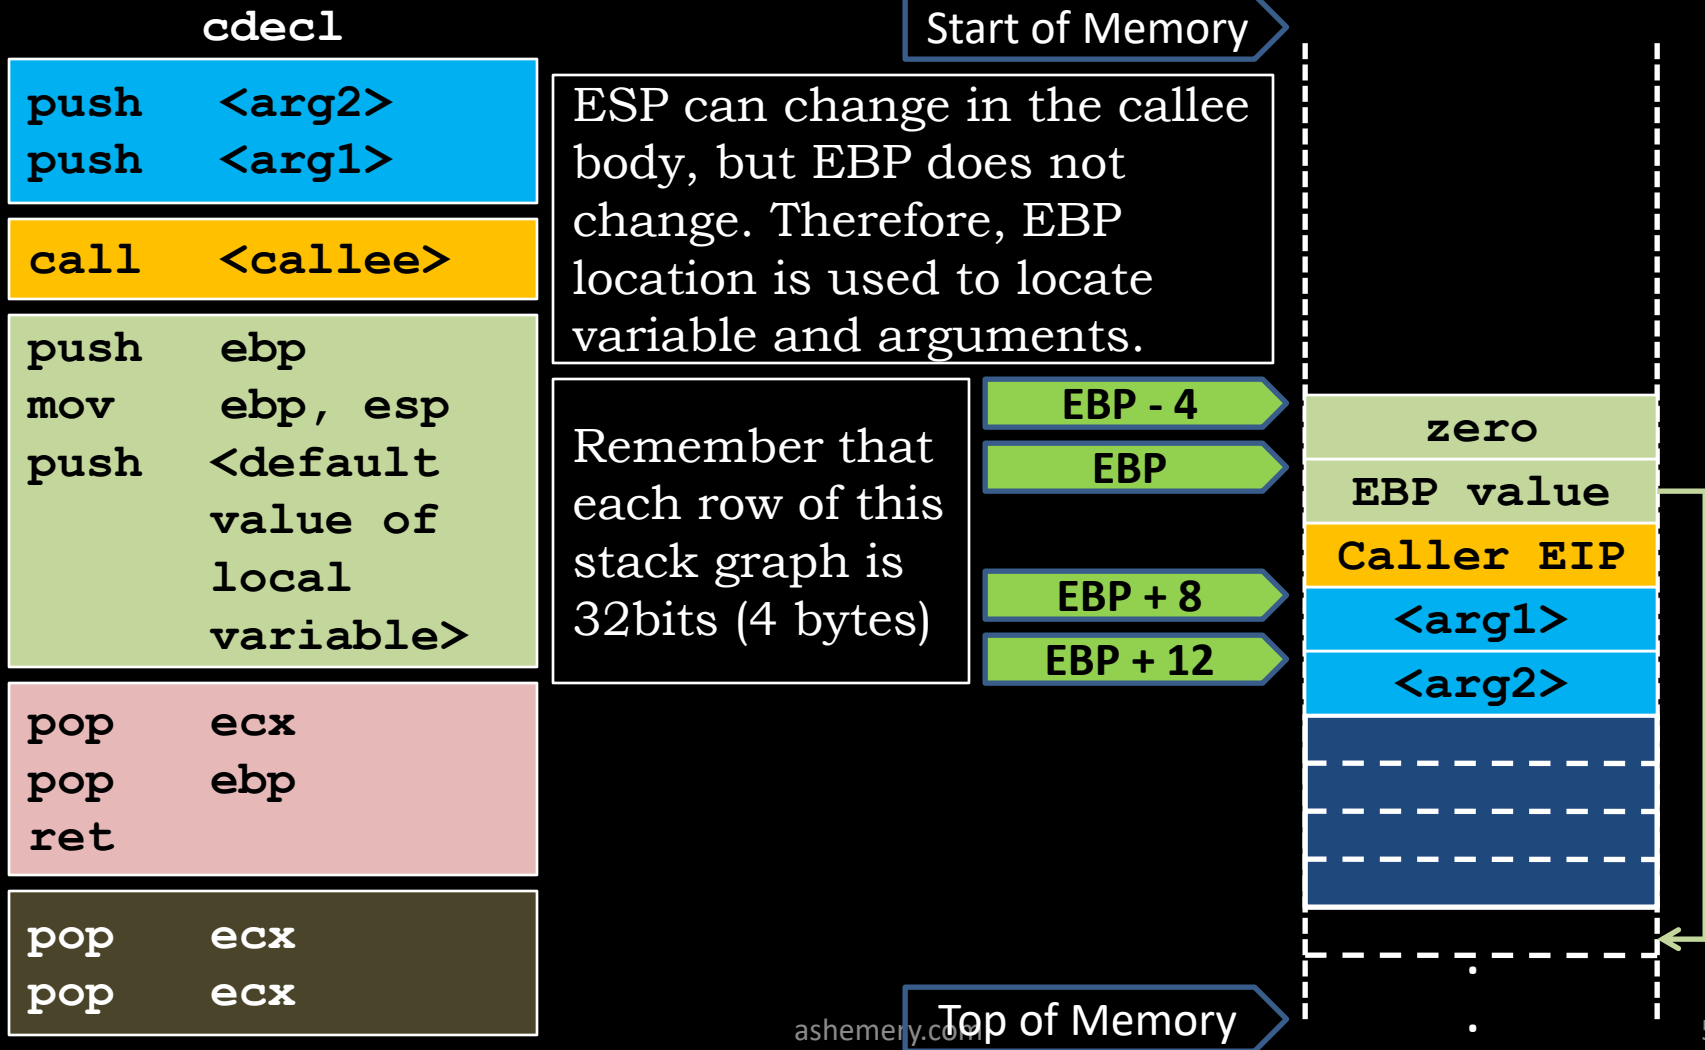 cdecl
push <arg2>
push <arg1>
call <callee>
push ebp
mov ebp, esp
push <default
value of
local
variable>
pop ecx
pop ebp
ret
pop ecx
pop ecx
ESP can change in the callee
body, but EBP does not
change. Therefore, EBP
location is used to locate
variable and arguments.
Remember that
each row of this
stack graph is
32bits (4 bytes)
Start of Memory
EBP - 4
EBP
EBP + 8
EBP + 12
zero
EBP value
Caller EIP
<arg1>
<arg2>
.
.
Top of Memory
ashemery.com